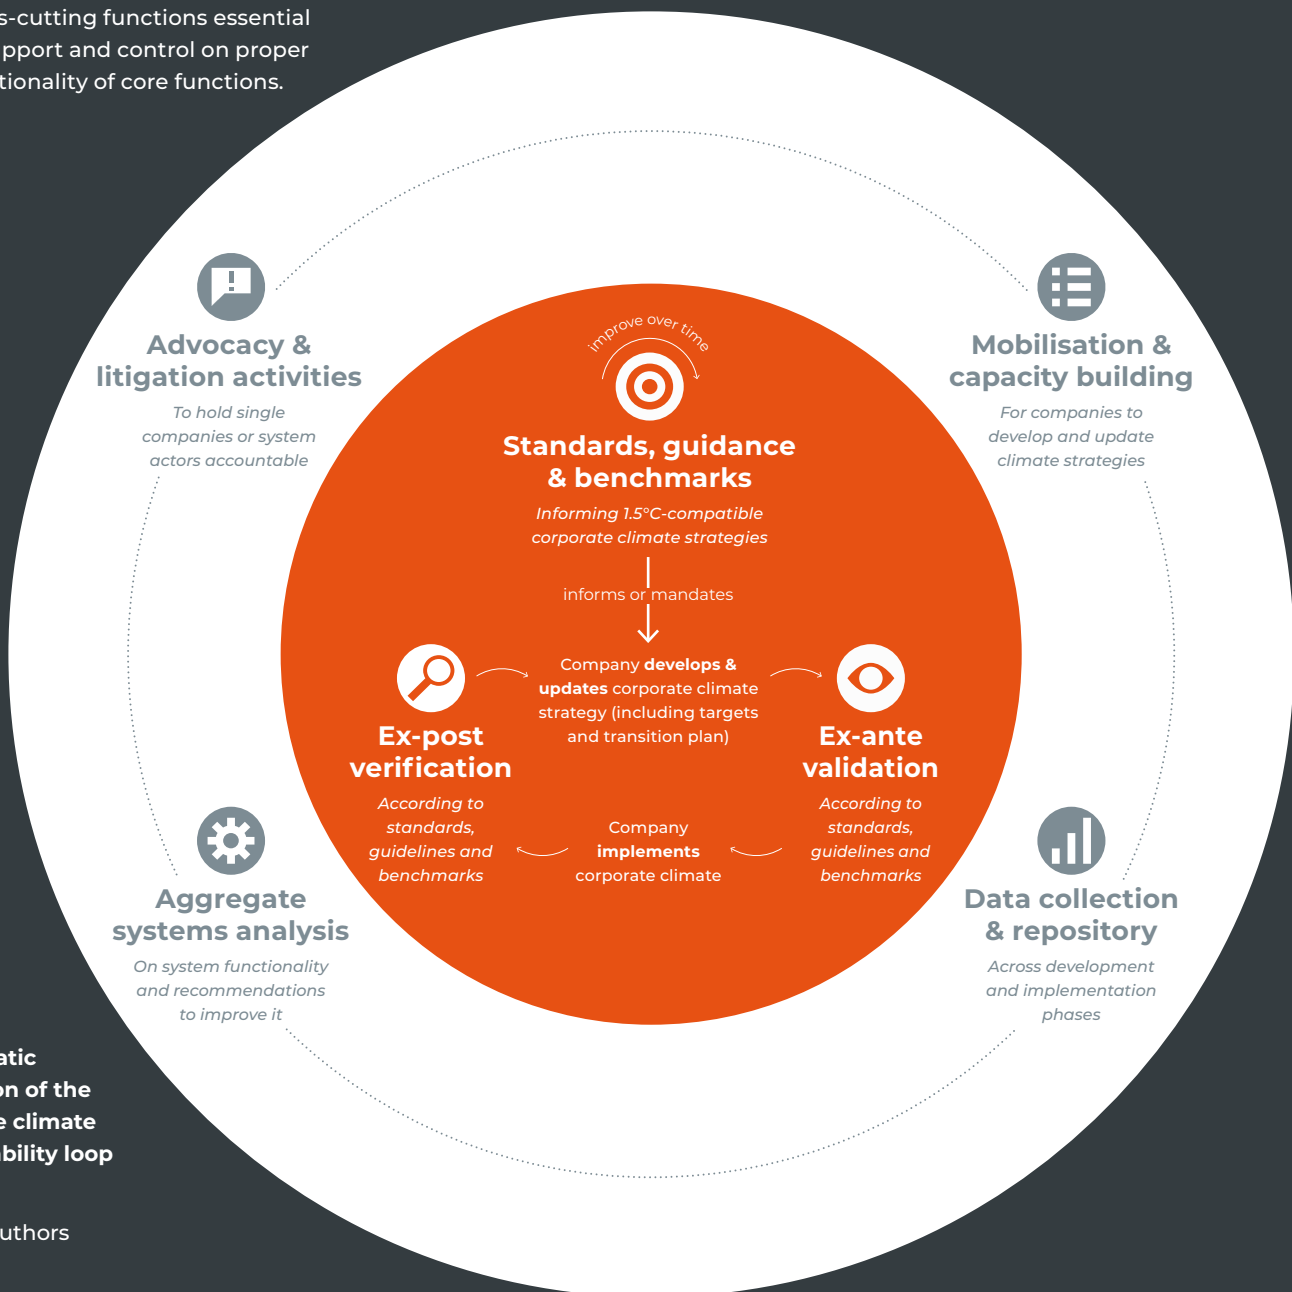 s-cutting functions essential
pport and control on proper
tionality of core functions.
improve over time
Advocacy &
litigation activities
To hold single
companies or system
actors accountable
Mobilisation &
capacity building
For companies to
develop and update
climate strategies
Standards, guidance
& benchmarks
Informing 1.5°C-compatible
corporate climate strategies
informs or mandates
Company develops &
updates corporate climate
strategy (including targets
and transition plan)
Ex-post
verification
According to
standards,
guidelines and
benchmarks
Ex-ante
validation
According to
standards,
guidelines and
benchmarks
Company
implements
corporate climate
Aggregate
systems analysis
On system functionality
and recommendations
to improve it
Data collection
& repository
Across development
and implementation
phases
atic
on of the
e climate
ability loop
uthors